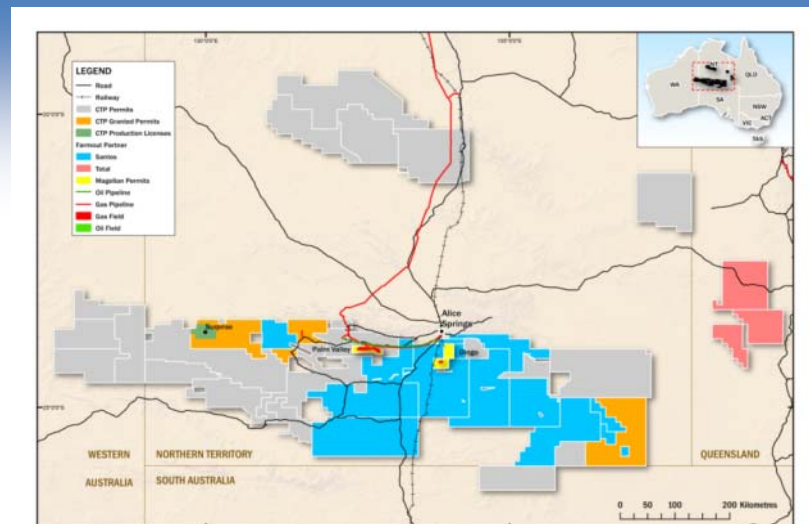 LEGEND
Road
Railway
CTP Permits
CTP Granted Permits
CTP Production Licenses
Farmout Partner
Santos
Total
Magellan Permits
Oil Pipeline
Gas Pipeline
Gas Field
Oil Field
WA
NT
QLD
SA
NSW
ACT
VIC
TAS
Surprise
Alice
Springs
Palm Valley
Dingo
WESTERN
NORTHERN TERRITORY
QUEENSLAND
AUSTRALIA
SOUTH AUSTRALIA
0 50 100 200 Kilometres